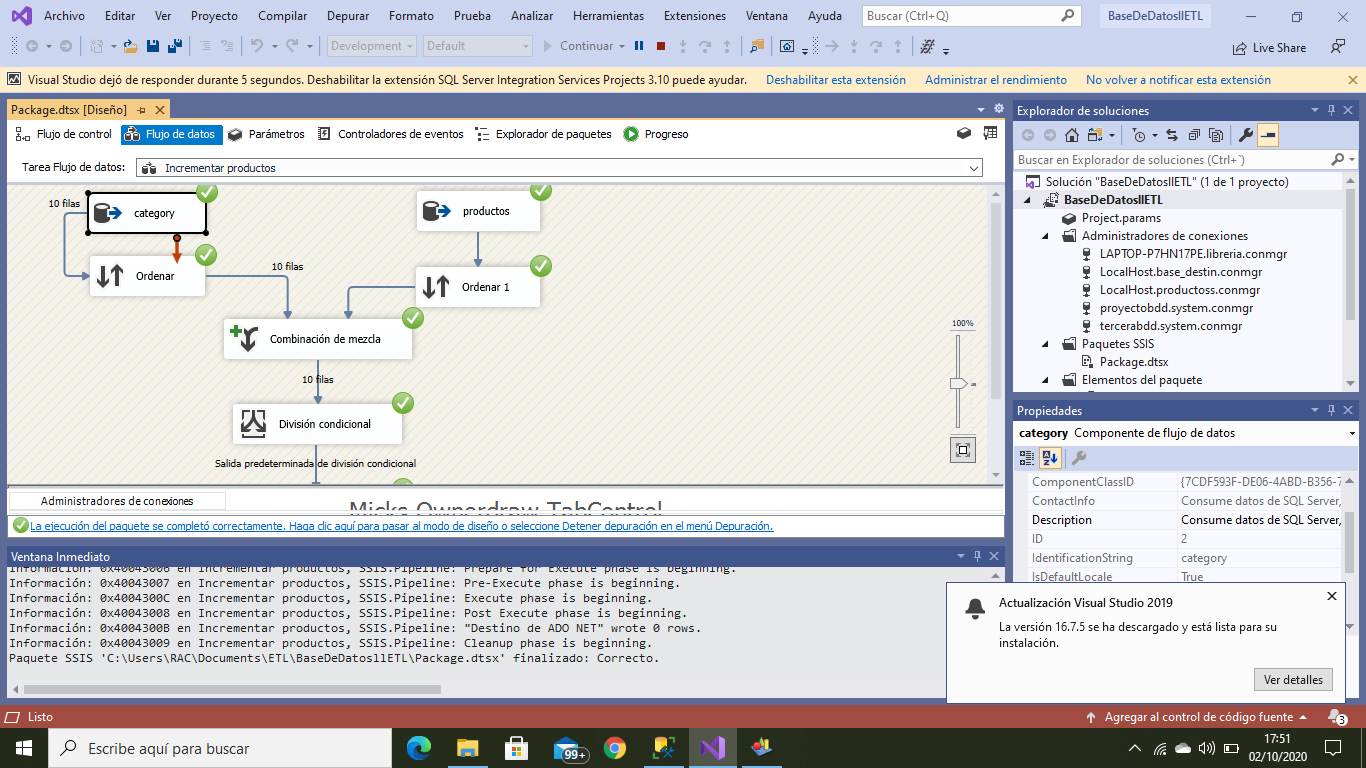 Archivo Editar Ver Proyecto Compilar Depurar Formato Prueba Analizar Herramientas Extensiones Ventana Ayuda Buscar (Ctrl+Q) BaseDeDatosIIETL
Development Default Continuar Live Share
Visual Studio dejó de responder durante 5 segundos. Deshabilitar la extensión SQL Server Integration Services Projects 3.10 puede ayudar. Deshabilitar esta extensión Administrar el rendimiento No volver a notificar esta extensión
Package.dtsx [Diseño]
Flujo de control Flujo de datos Parámetros Controladores de eventos Explorador de paquetes Progreso
Tarea Flujo de datos: Incrementar productos
10 filas
category
productos
Ordenar
10 filas
Ordenar 1
Combinación de mezcla
100%
10 filas
División condicional
Salida predeterminada de división condicional
Administradores de conexiones
Micks Ownerdraw TabControl
La ejecución del paquete se completó correctamente. Haga clic aquí para pasar al modo de diseño o seleccione Detener depuración en el menú Depuración.
Ventana Inmediato
Información: 0x40043006 en Incrementar productos, SSIS.Pipeline: Prepare for Execute phase is beginning.
Información: 0x40043007 en Incrementar productos, SSIS.Pipeline: Pre-Execute phase is beginning.
Información: 0x4004300C en Incrementar productos, SSIS.Pipeline: Execute phase is beginning.
Información: 0x40043008 en Incrementar productos, SSIS.Pipeline: Post Execute phase is beginning.
Información: 0x4004300B en Incrementar productos, SSIS.Pipeline: "Destino de ADO NET" wrote 0 rows.
Información: 0x40043009 en Incrementar productos, SSIS.Pipeline: Cleanup phase is beginning.
Paquete SSIS 'C:\Users\RAC\Documents\ETL\BaseDeDatosllETL\Package.dtsx' finalizado: Correcto.
Explorador de soluciones
Buscar en Explorador de soluciones (Ctrl+`)
Solución "BaseDeDatosIIETL" (1 de 1 proyecto)
BaseDeDatosIIETL
Project.params
Administradores de conexiones
LAPTOP-P7HN17PE.libreria.conmgr
LocalHost.base_destin.conmgr
LocalHost.productoss.conmgr
proyectobdd.system.conmgr
tercerabdd.system.conmgr
Paquetes SSIS
Package.dtsx
Elementos del paquete
Propiedades
category Componente de flujo de datos
ComponentClassID {7CDF593F-DE06-4ABD-B356-7
ContactInfo Consume datos de SQL Server,
Description Consume datos de SQL Server,
ID 2
IdentificationString category
IsDefaultLocale True
Actualización Visual Studio 2019
La versión 16.7.5 se ha descargado y está lista para su
instalación.
Ver detalles
Listo Agregar al control de código fuente 3
Escribe aquí para buscar 99+ 17:51
02/10/2020